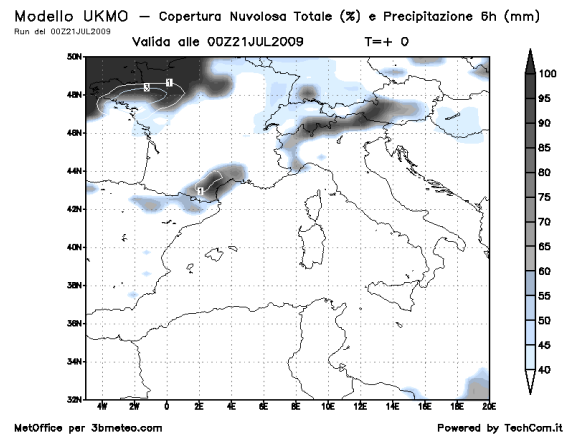 Modello UKMO – Copertura Nuvolosa Totale (%) e Precipitazione 6h (mm)
Run del 00Z21JUL2009
Valida alle 00Z21JUL2009 T=+ 0
50N
48N
46N
44N
42N
40N
38N
36N
34N
32N
4W 2W 0 2E 4E 6E 8E 10E 12E 14E 16E 18E 20E
1
3
1
100
95
90
85
80
75
70
65
60
55
50
45
40
MetOffice per 3bmeteo.com Powered by TechCom.it